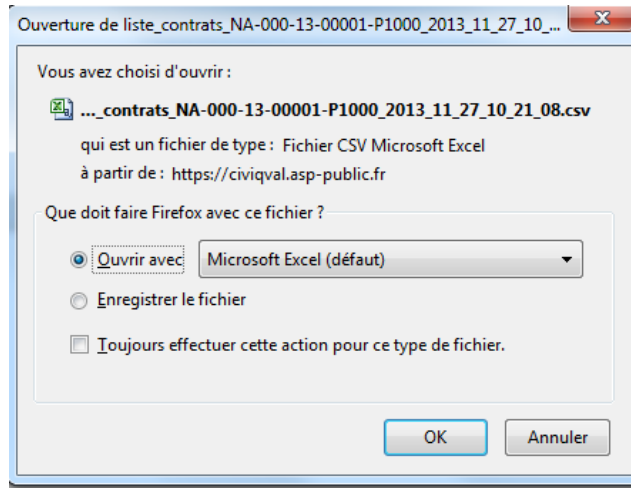 Ouverture de liste_contrats_NA-000-13-00001-P1000_2013_11_27_10_...
Vous avez choisi d'ouvrir :
..._contrats_NA-000-13-00001-P1000_2013_11_27_10_21_08.csv
qui est un fichier de type : Fichier CSV Microsoft Excel
à partir de : https://civiqval.asp-public.fr
Que doit faire Firefox avec ce fichier ?
Ouvrir avec Microsoft Excel (défaut)
Enregistrer le fichier
Toujours effectuer cette action pour ce type de fichier.
OK Annuler